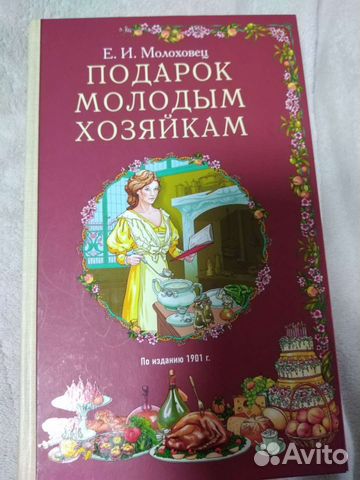 Е. И. Молоховец
ПОДАРОК
МОЛОДЫМ
ХОЗЯЙКАМ
По изданию 1901 г.
Avito